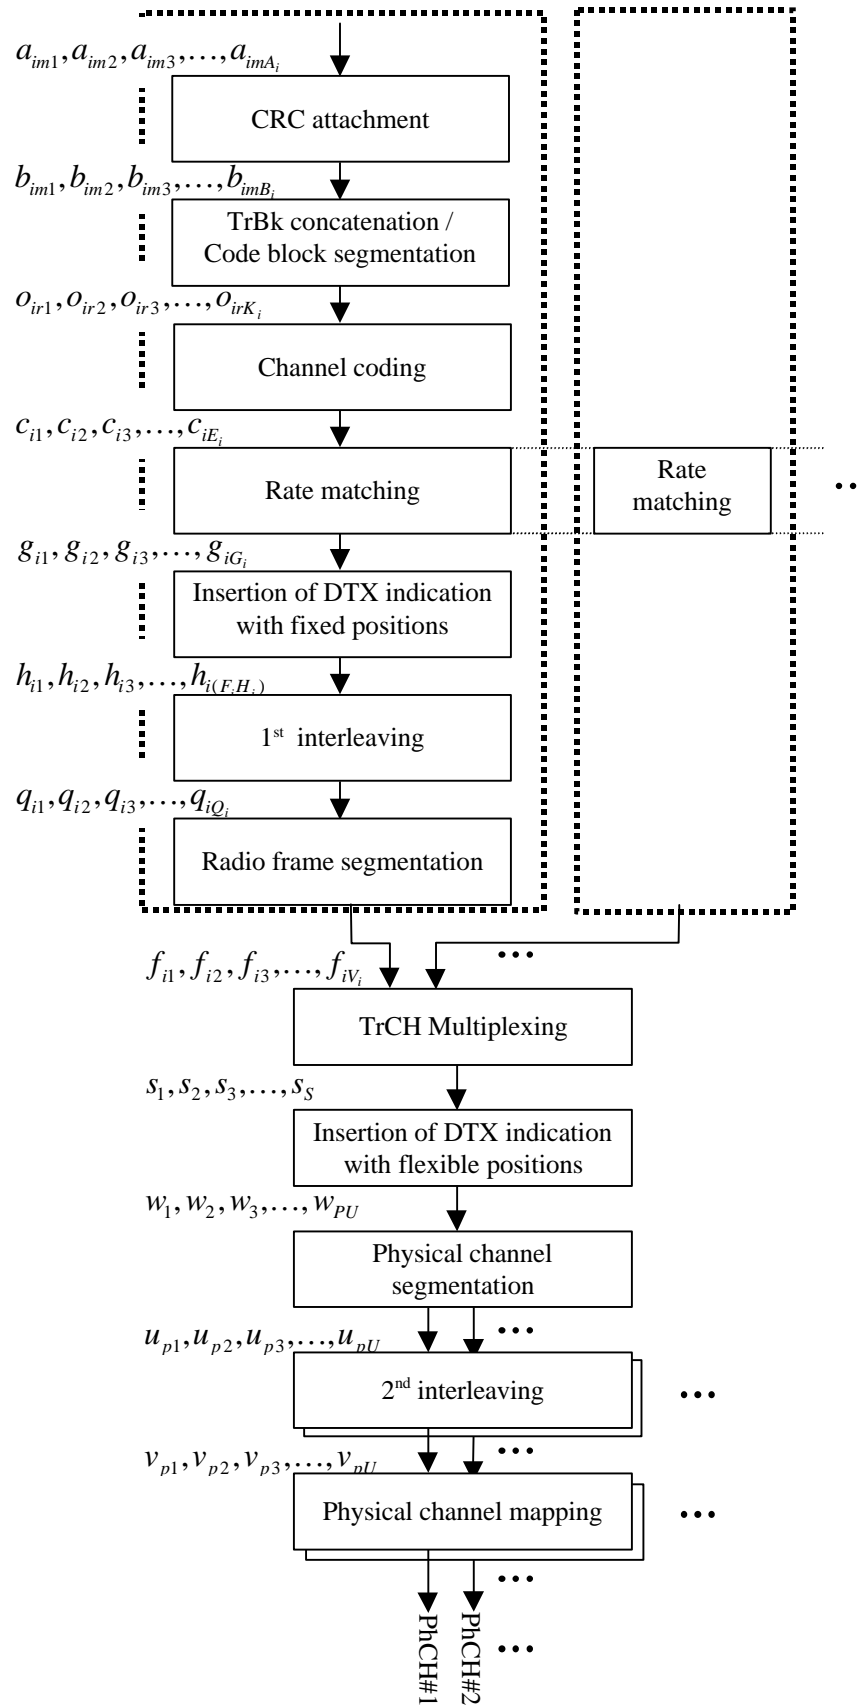 a_{im1}, a_{im2}, a_{im3}, …, a_{imA_i}
CRC attachment
b_{im1}, b_{im2}, b_{im3}, …, b_{imB_i}
TrBk concatenation /
Code block segmentation
o_{ir1}, o_{ir2}, o_{ir3}, …, o_{irK_i}
Channel coding
c_{i1}, c_{i2}, c_{i3}, …, c_{iE_i}
Rate matching
Rate
matching
••
g_{i1}, g_{i2}, g_{i3}, …, g_{iG_i}
Insertion of DTX indication
with fixed positions
h_{i1}, h_{i2}, h_{i3}, …, h_{i(F_iH_i)}
1st interleaving
q_{i1}, q_{i2}, q_{i3}, …, q_{iQ_i}
Radio frame segmentation
•••
f_{i1}, f_{i2}, f_{i3}, …, f_{iV_i}
TrCH Multiplexing
s_1, s_2, s_3, …, s_S
Insertion of DTX indication
with flexible positions
w_1, w_2, w_3, …, w_{PU}
Physical channel
segmentation
•••
u_{p1}, u_{p2}, u_{p3}, …, u_{pU}
2nd interleaving
•••
•••
v_{p1}, v_{p2}, v_{p3}, …, v_{pU}
Physical channel mapping
•••
•••
PhCH#1
PhCH#2
•••